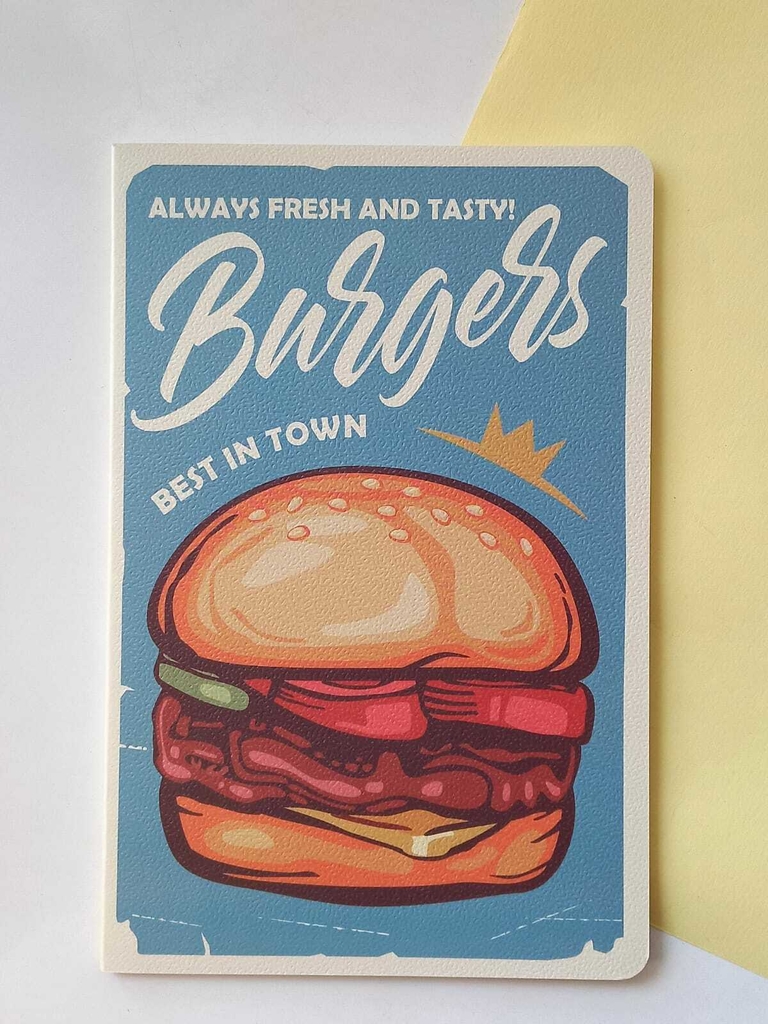 ALWAYS FRESH AND TASTY!
Burgers
BEST IN TOWN